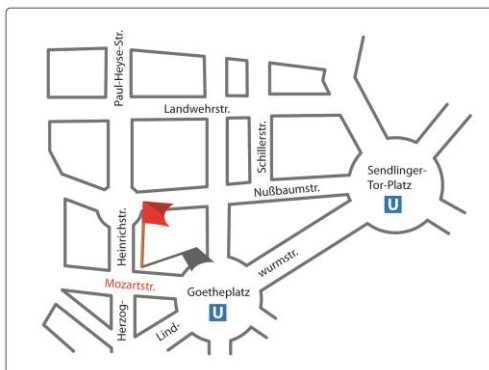 Paul-Heyse-Str.
Landwehrstr.
Schillerstr.
Sendlinger-
Tor-Platz
U
Nußbaumstr.
Heinrichstr.
wurmstr.
Mozartstr.
Goetheplatz
U
Herzog-
Lind-